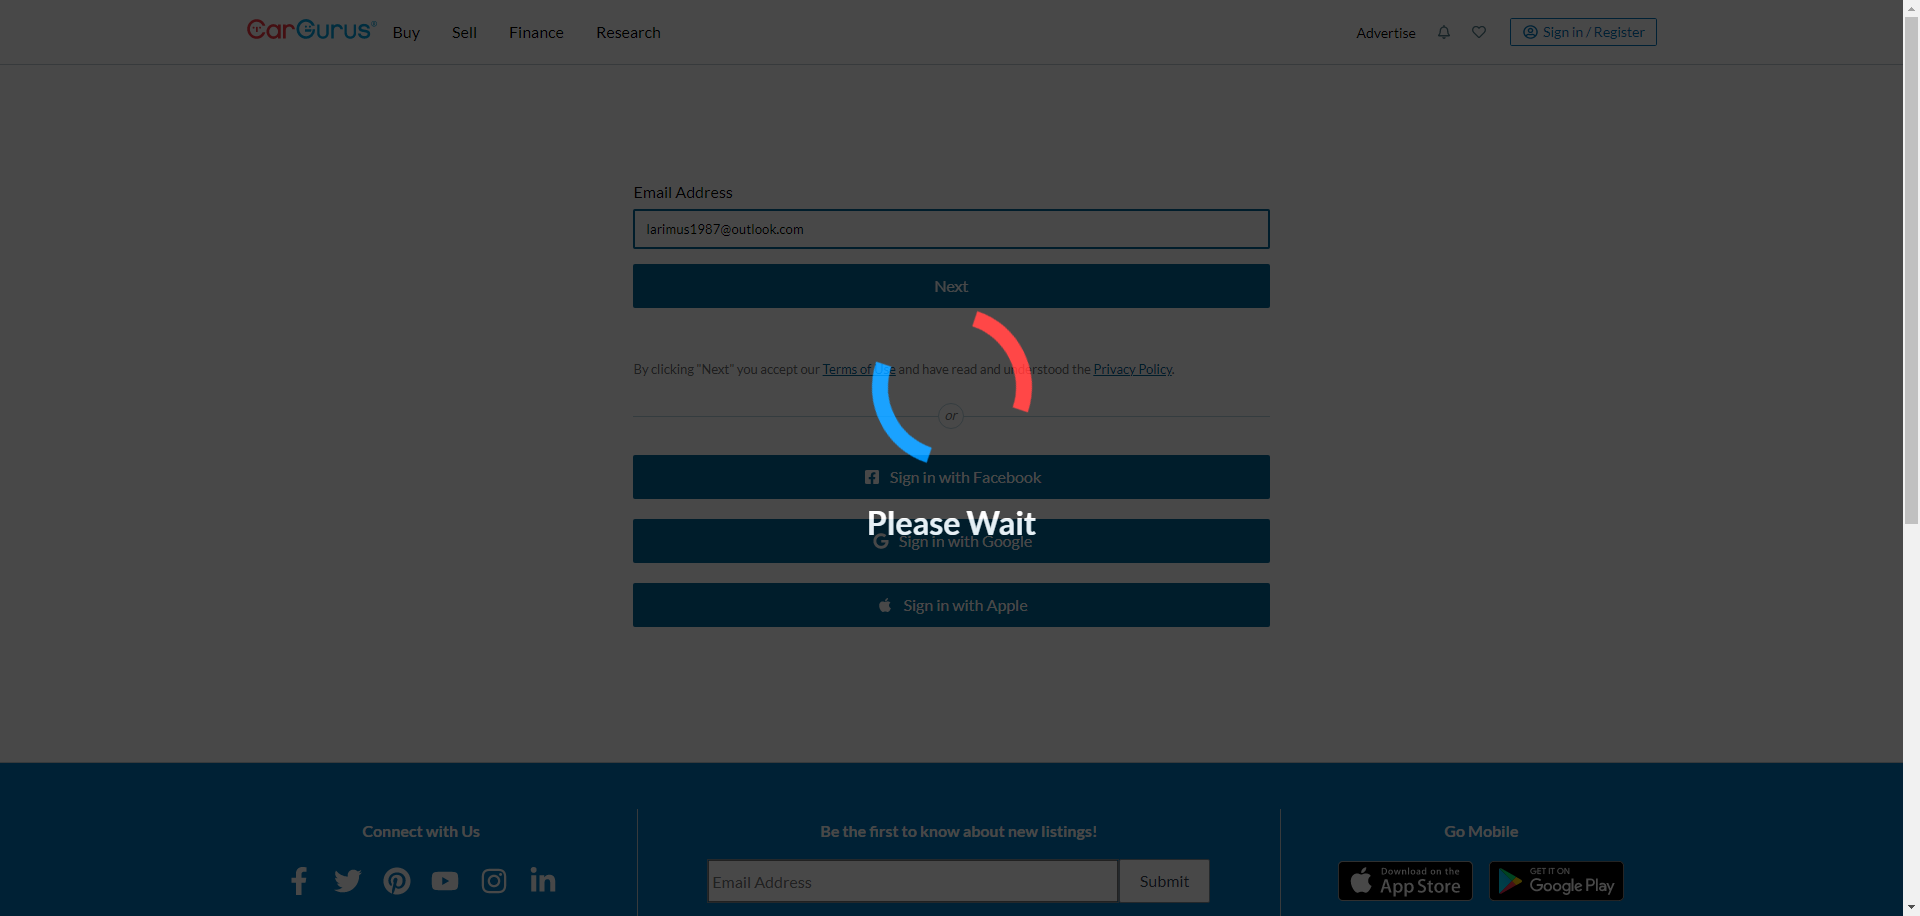 CarGurus® Buy Sell Finance Research Advertise Sign in / Register
Email Address
larimus1987@outlook.com
Next
By clicking "Next" you accept our Terms of Use and have read and understood the Privacy Policy.
or
Sign in with Facebook
Please Wait
Sign in with Google
Sign in with Apple
Connect with Us
Be the first to know about new listings!
Email Address
Submit
Go Mobile
Download on the
App Store
GET IT ON
Google Play